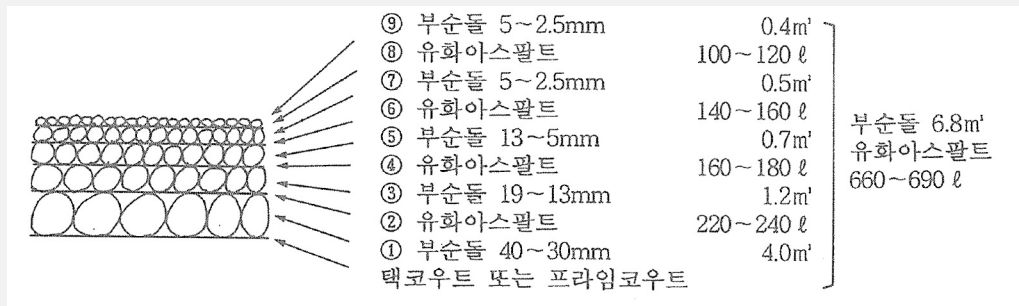 ⑨ 부순돌 5~2.5mm 0.4㎥
⑧ 유화아스팔트 100~120ℓ
⑦ 부순돌 5~2.5mm 0.5㎥
⑥ 유화아스팔트 140~160ℓ
⑤ 부순돌 13~5mm 0.7㎥
④ 유화아스팔트 160~180ℓ
③ 부순돌 19~13mm 1.2㎥
② 유화아스팔트 220~240ℓ
① 부순돌 40~30mm 4.0㎥
택코우트 또는 프라임코우트
부순돌 6.8㎥
유화아스팔트
660~690ℓ